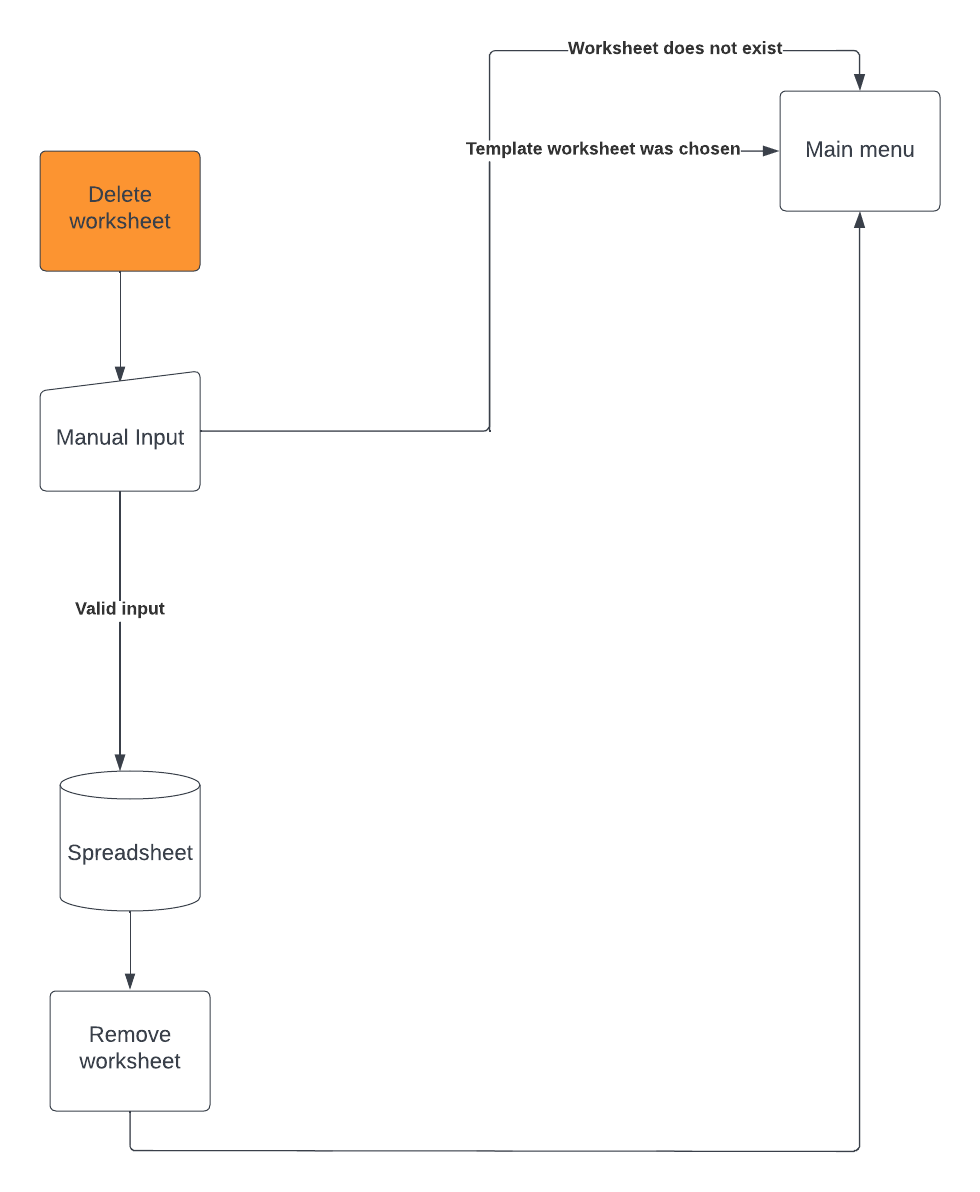 Worksheet does not exist
Template worksheet was chosen
Main menu
Delete
worksheet
Manual Input
Valid input
Spreadsheet
Remove
worksheet